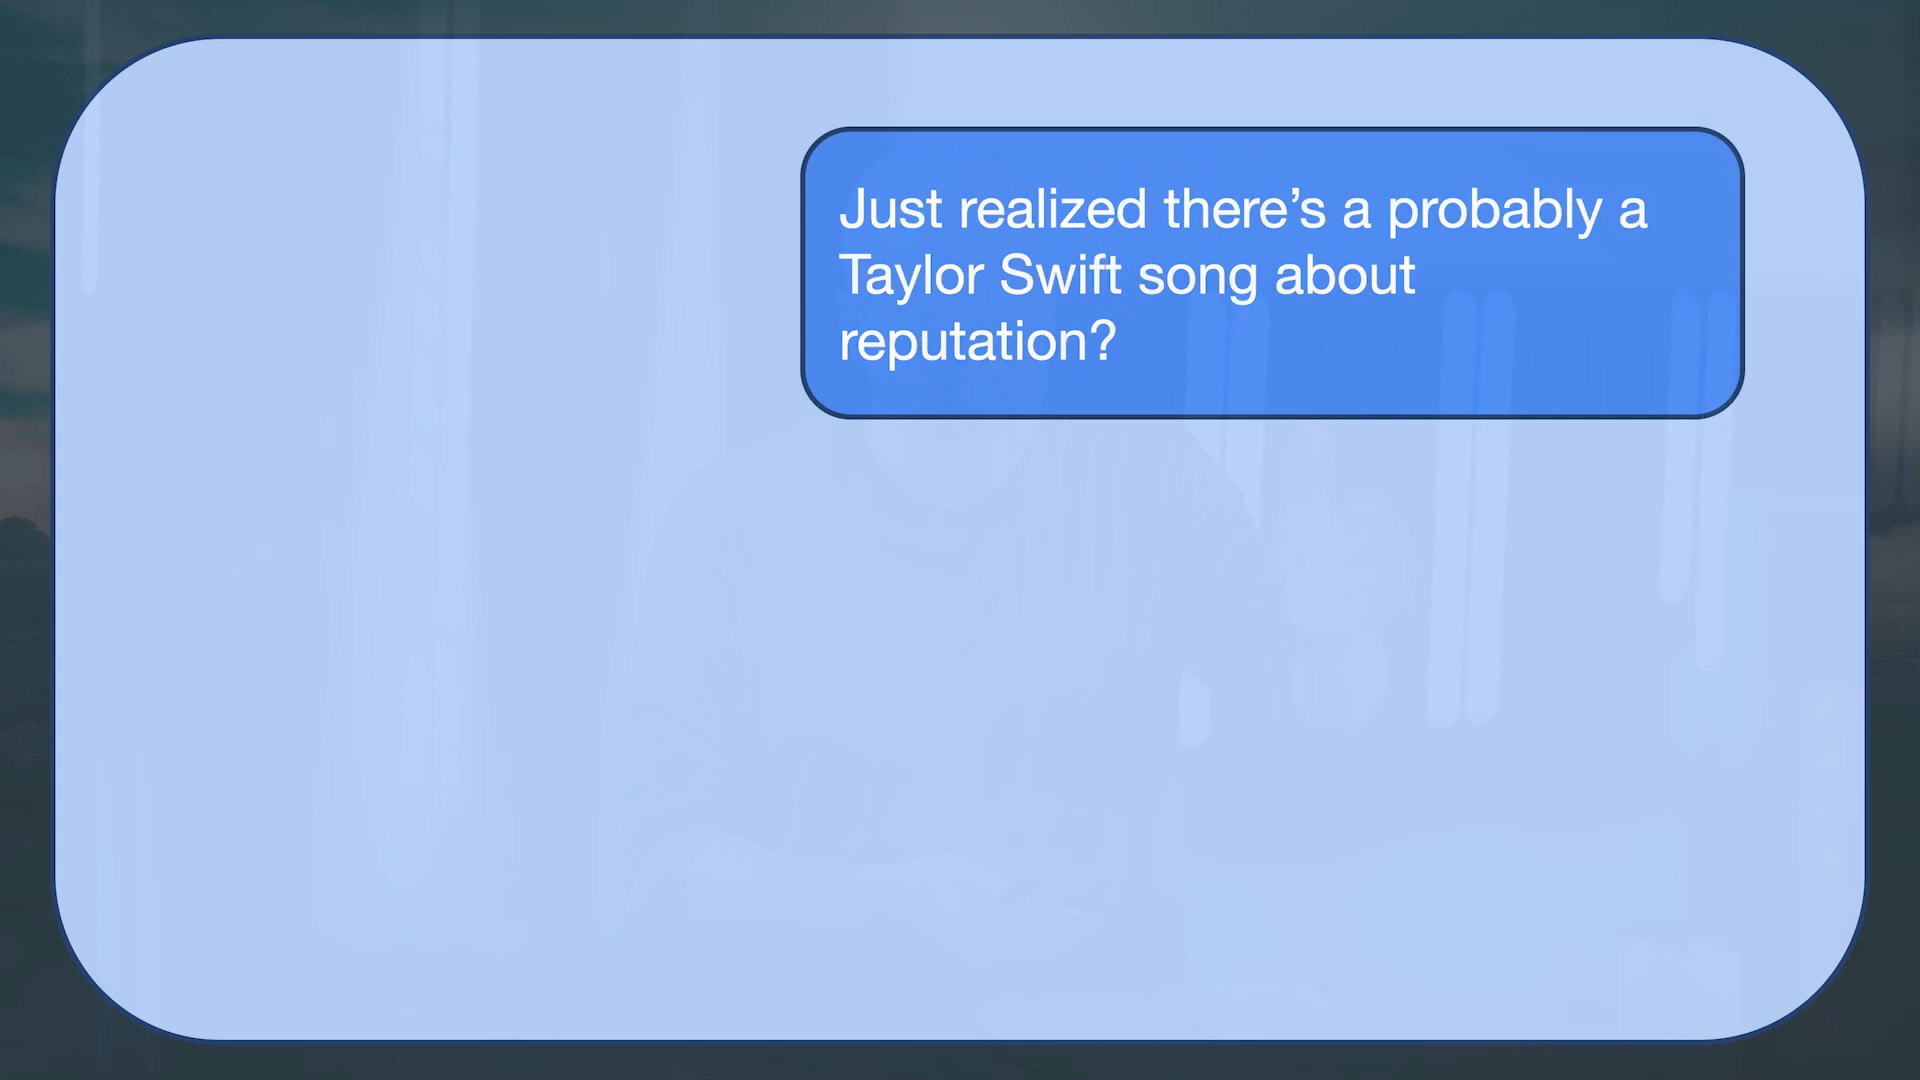 Just realized there’s a probably a
Taylor Swift song about
reputation?